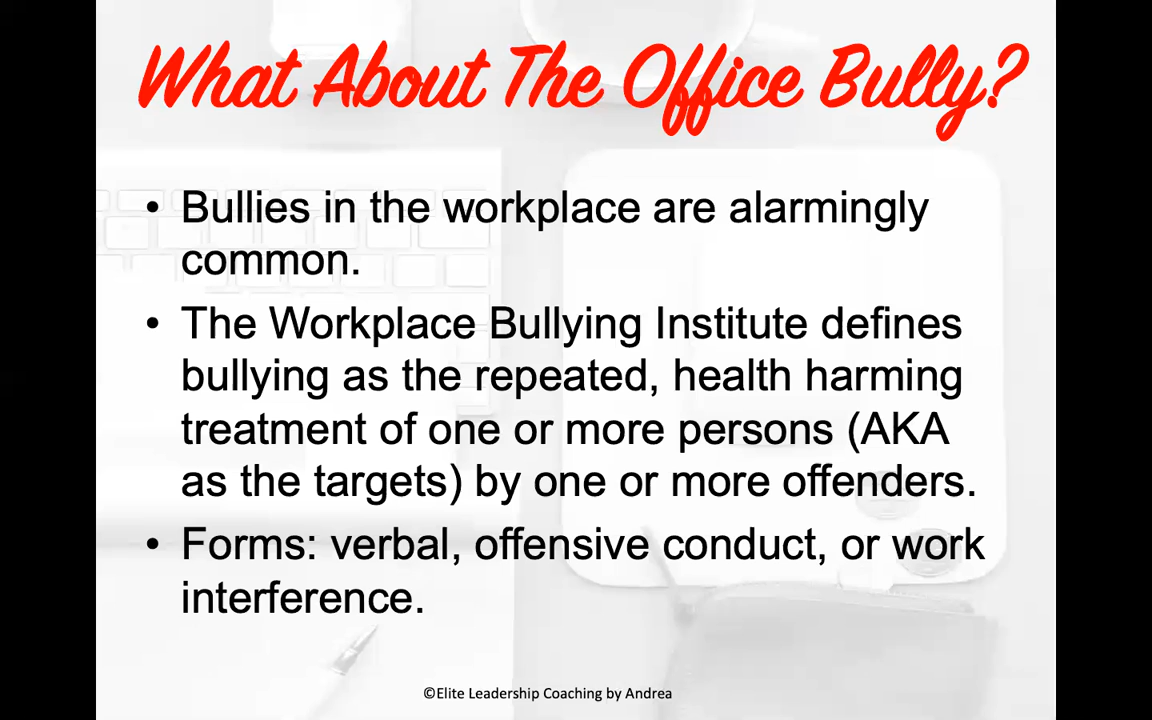 What About The Office Bully?
• Bullies in the workplace are alarmingly
common.
• The Workplace Bullying Institute defines
bullying as the repeated, health harming
treatment of one or more persons (AKA
as the targets) by one or more offenders.
• Forms: verbal, offensive conduct, or work
interference.
©Elite Leadership Coaching by Andrea